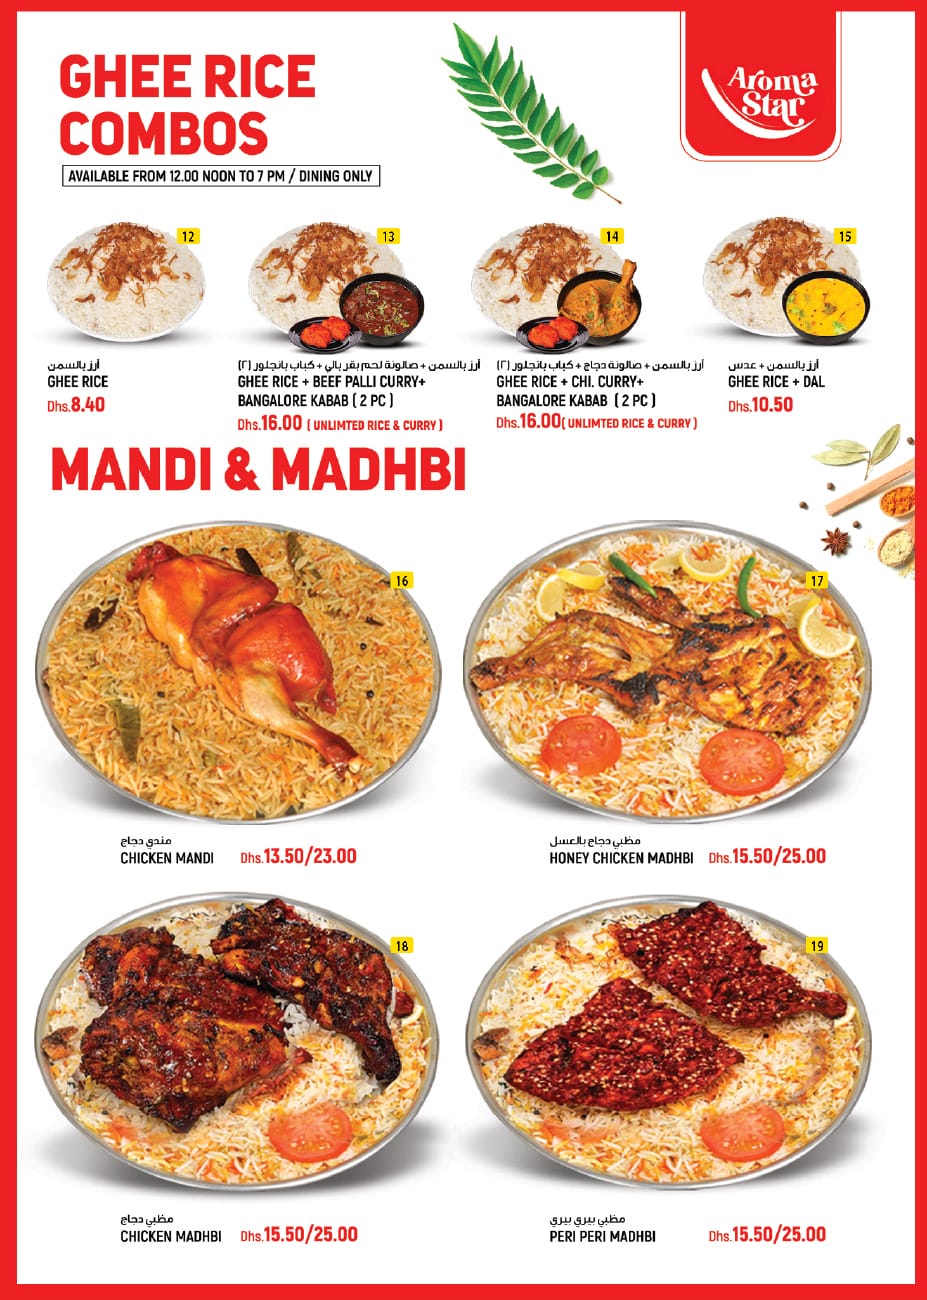 GHEE RICE
COMBOS
AVAILABLE FROM 12.00 NOON TO 7 PM / DINING ONLY
Aroma
Star
12
أرز بالسمن
GHEE RICE
Dhs.8.40
13
أرز بالسمن + صالونة لحم بقر بالي + كباب بانجلور (٢)
GHEE RICE + BEEF PALLI CURRY+
BANGALORE KABAB ( 2 PC )
Dhs.16.00 ( UNLIMTED RICE & CURRY )
14
أرز بالسمن + صالونة دجاج + كباب بانجلور (٢)
GHEE RICE + CHI. CURRY+
BANGALORE KABAB ( 2 PC )
Dhs.16.00( UNLIMTED RICE & CURRY )
15
أرز بالسمن + عدس
GHEE RICE + DAL
Dhs.10.50
MANDI & MADHBI
16
مندي دجاج
CHICKEN MANDI Dhs.13.50/23.00
17
مظبي دجاج بالعسل
HONEY CHICKEN MADHBI Dhs.15.50/25.00
18
مظبي دجاج
CHICKEN MADHBI Dhs.15.50/25.00
19
مظبي بيري بيري
PERI PERI MADHBI Dhs.15.50/25.00